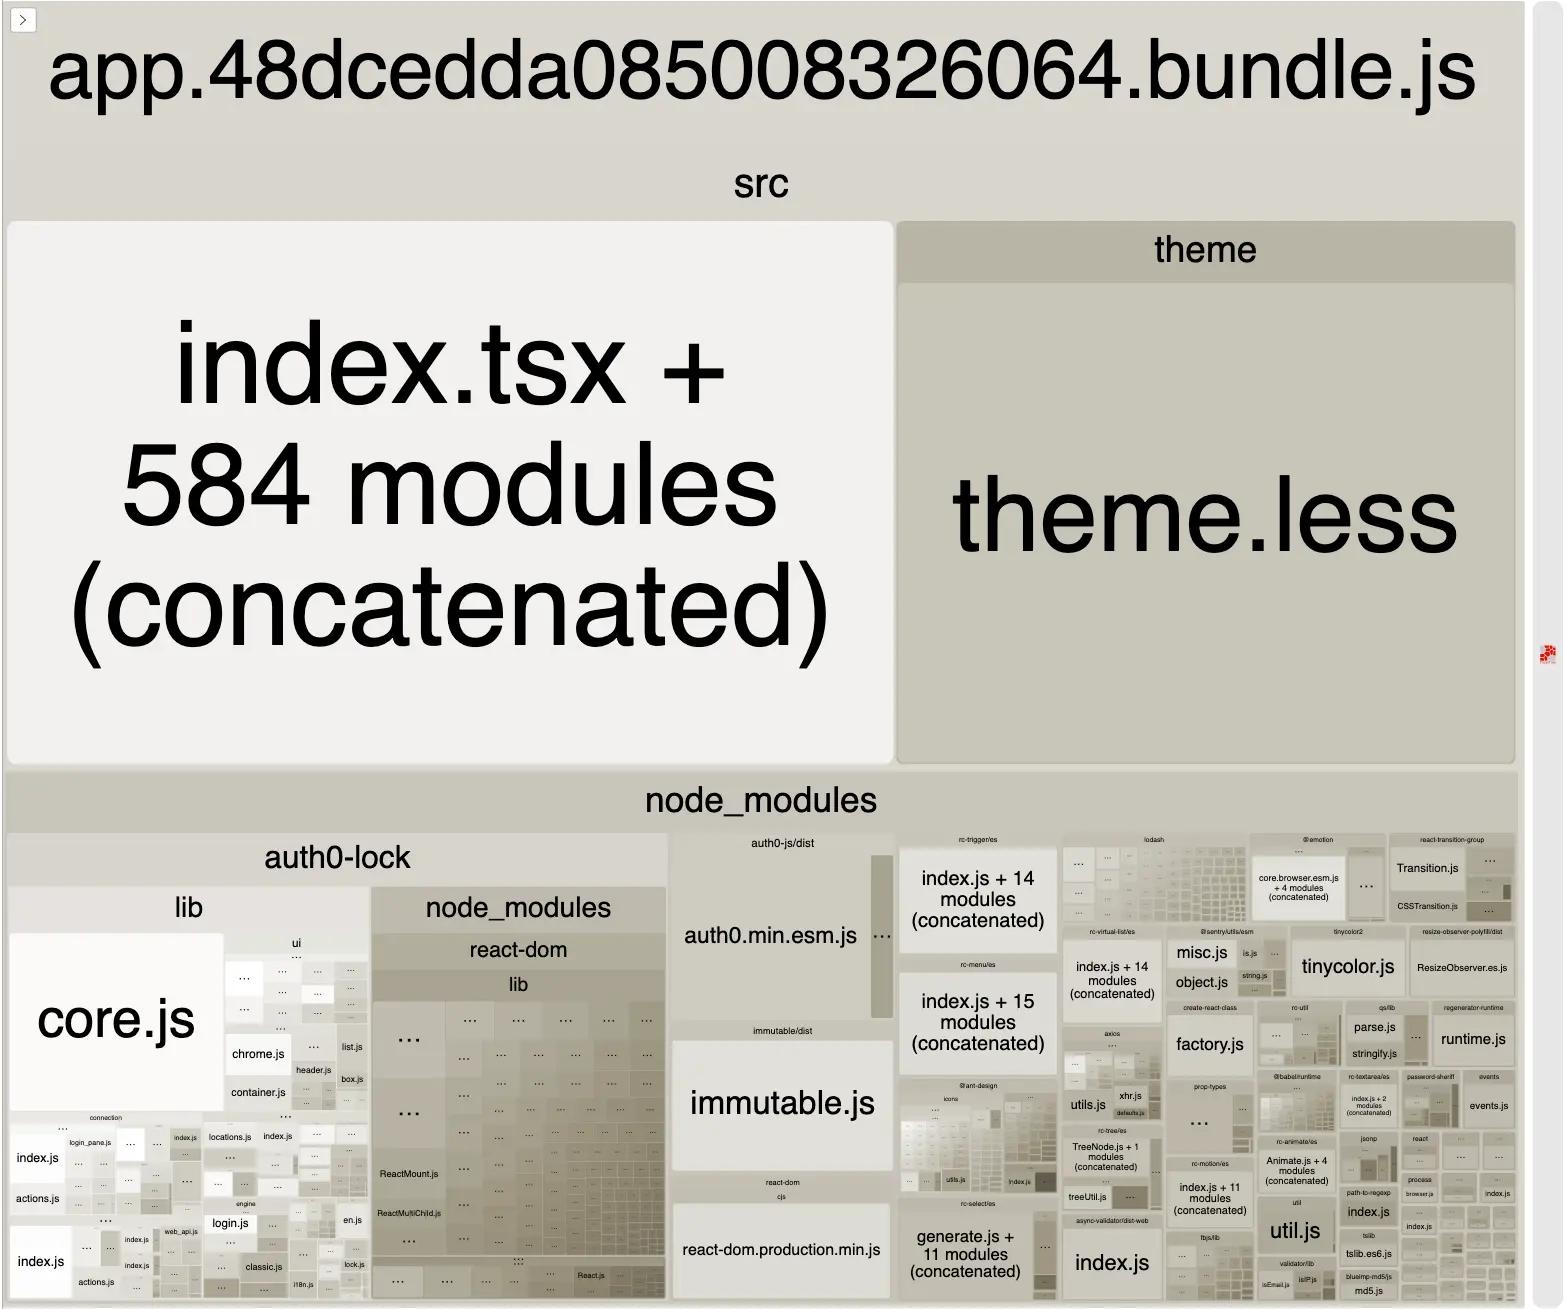 app.48dcedda085008326064.bundle.js
src
index.tsx +
584 modules
(concatenated)
theme
theme.less
node_modules
auth0-lock
lib
core.js
ui
...
chrome.js
list.js
header.js
box.js
container.js
connection
login_pane.js
index.js
index.js
actions.js
locations.js
index.js
engine
login.js
en.js
index.js
index.js
web_api.js
index.js
classic.js
lock.js
actions.js
i18n.js
node_modules
react-dom
lib
ReactMount.js
ReactMultiChild.js
React.js
auth0-js/dist
auth0.min.esm.js
...
immutable/dist
immutable.js
react-dom
cjs
react-dom.production.min.js
rc-trigger/es
index.js + 14
modules
(concatenated)
rc-menu/es
index.js + 15
modules
(concatenated)
@ant-design
icons
utils.js
index.js
rc-select/es
generate.js +
11 modules
(concatenated)
lodash
@emotion
core.browser.esm.js
+ 4 modules
(concatenated)
react-transition-group
Transition.js
CSSTransition.js
rc-virtual-list/es
index.js + 14
modules
(concatenated)
@sentry/utils/esm
misc.js
is.js
object.js
string.js
tinycolor2
tinycolor.js
resize-observer-polyfill/dist
ResizeObserver.es.js
axios
utils.js
xhr.js
defaults.js
create-react-class
factory.js
rc-util
qs/lib
parse.js
stringify.js
regenerator-runtime
runtime.js
prop-types
@babel/runtime
rc-textarea/es
index.js + 2
modules
(concatenated)
password-sheriff
events
events.js
rc-tree/es
TreeNode.js + 1
modules
(concatenated)
treeUtil.js
rc-motion/es
index.js + 11
modules
(concatenated)
rc-animate/es
Animate.js + 4
modules
(concatenated)
jsonp
react
process
browser.js
index.js
path-to-regexp
index.js
index.js
async-validator/dist-web
index.js
fbjs/lib
util
util.js
tslib
tslib.es6.js
validator/lib
isEmail.js
isIP.js
blueimp-md5/js
md5.js